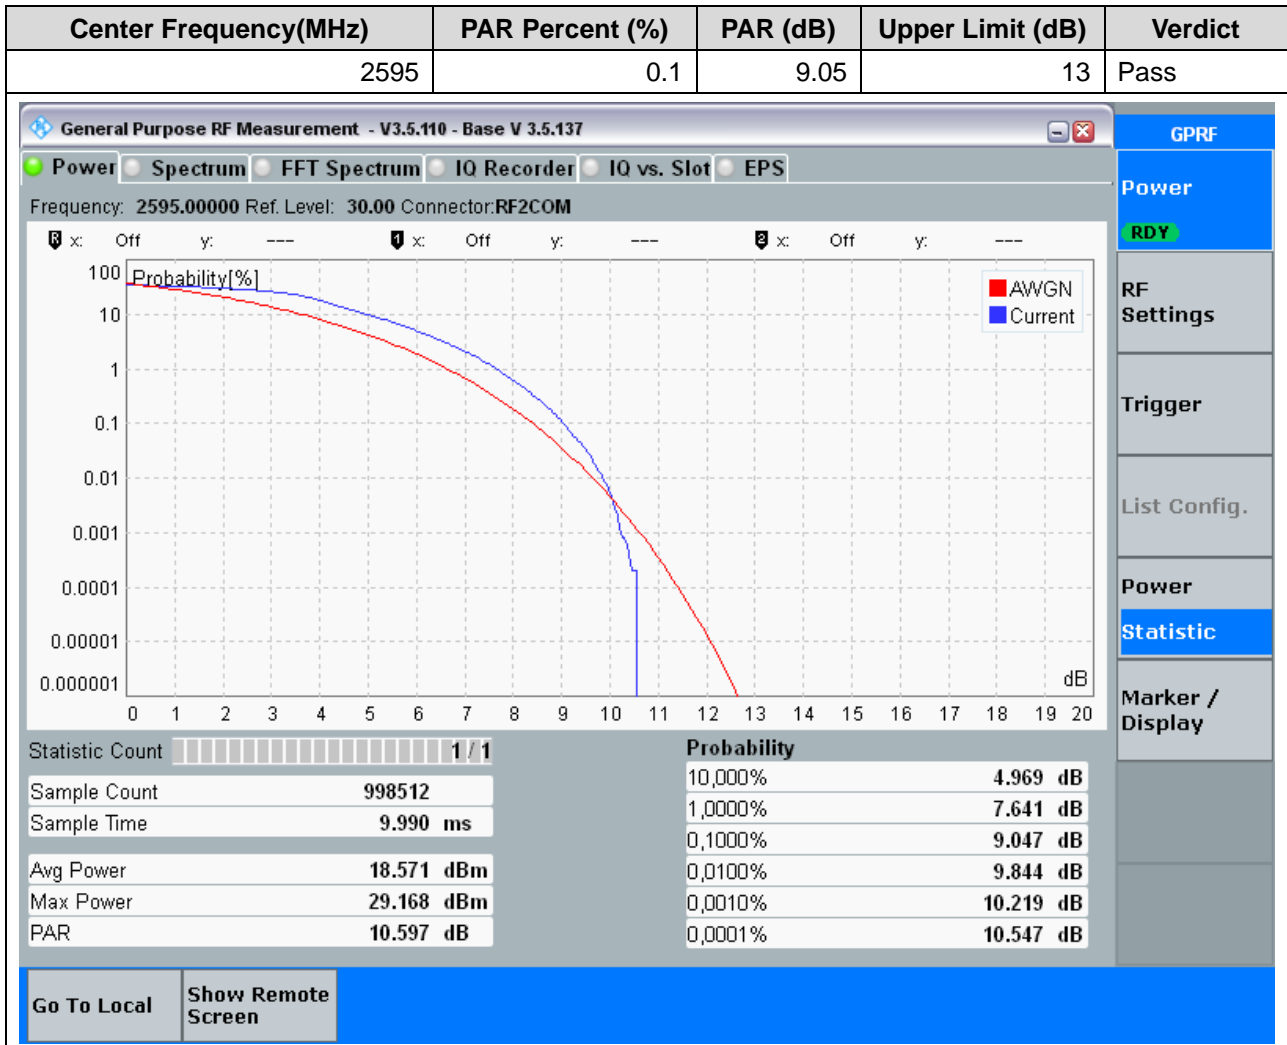 Center Frequency(MHz) PAR Percent (%) PAR (dB) Upper Limit (dB) Verdict
2595 0.1 9.05 13 Pass
General Purpose RF Measurement - V3.5.110 - Base V 3.5.137
GPRF
Power Spectrum FFT Spectrum IQ Recorder IQ vs. Slot EPS
Power
RDY
Frequency: 2595.00000 Ref. Level: 30.00 Connector:RF2COM
R x: Off y: --- 1 x: Off y: --- 2 x: Off y: ---
Probability[%]
AWGN
Current
100
10
1
0.1
0.01
0.001
0.0001
0.00001
0.000001
dB
0 1 2 3 4 5 6 7 8 9 10 11 12 13 14 15 16 17 18 19 20
RF
Settings
Trigger
List Config.
Power
Statistic
Marker /
Display
Statistic Count 1 / 1
Sample Count 998512
Sample Time 9.990 ms
Avg Power 18.571 dBm
Max Power 29.168 dBm
PAR 10.597 dB
Probability
10,000% 4.969 dB
1,0000% 7.641 dB
0,1000% 9.047 dB
0,0100% 9.844 dB
0,0010% 10.219 dB
0,0001% 10.547 dB
Go To Local
Show Remote
Screen